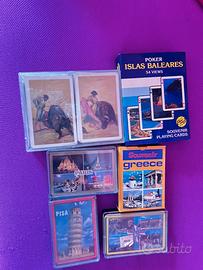 POKER
ISLAS BALEARES
54 VIEWS
SOUVENIR
PLAYING CARDS
Souvenir
greece
PISA
subito